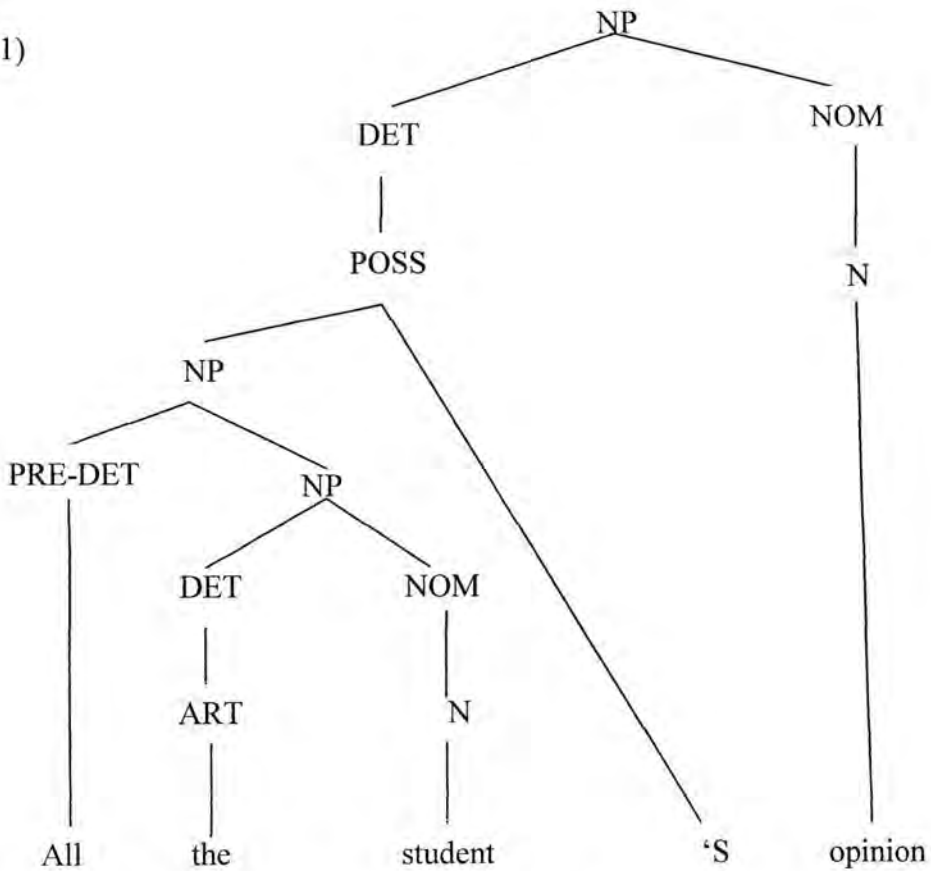 NP
1)
DET NOM
POSS N
NP
PRE-DET NP
DET NOM
ART N
All the student ‘S opinion